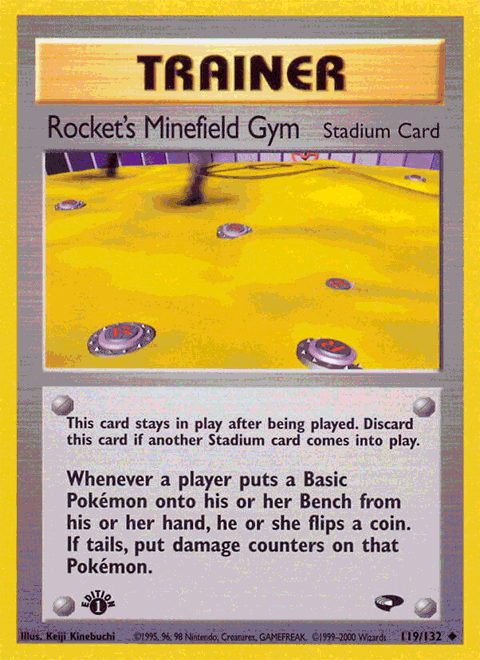 TRAINER
Rocket's Minefield Gym Stadium Card
This card stays in play after being played. Discard
this card if another Stadium card comes into play.
Whenever a player puts a Basic
Pokémon onto his or her Bench from
his or her hand, he or she flips a coin.
If tails, put damage counters on that
Pokémon.
EDITION
1
Illus. Keiji Kinebuchi ©1995, 96, 98 Nintendo, Creatures, GAMEFREAK. ©1999-2000 Wizards 119/132